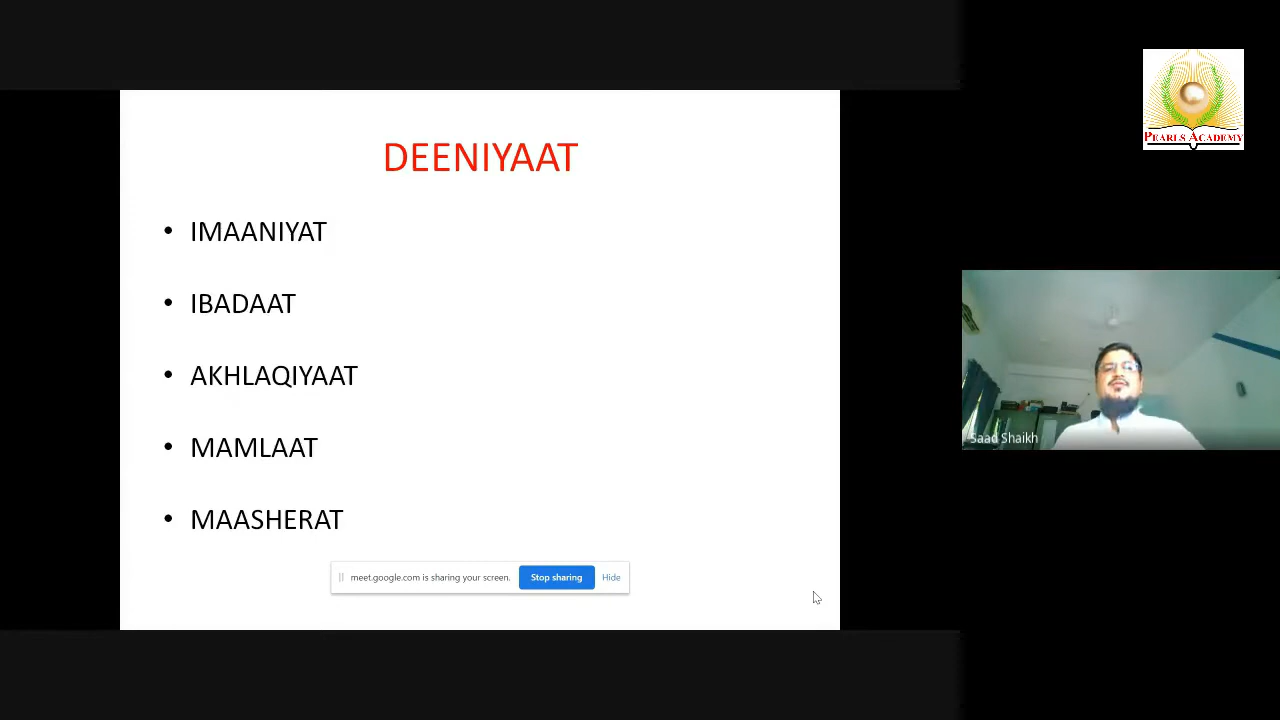 DEENIYAAT
• IMAANIYAT
• IBADAAT
• AKHLAQIYAAT
• MAMLAAT
• MAASHERAT
meet.google.com is sharing your screen. Stop sharing Hide
PEARLS ACADEMY
Saad Shaikh